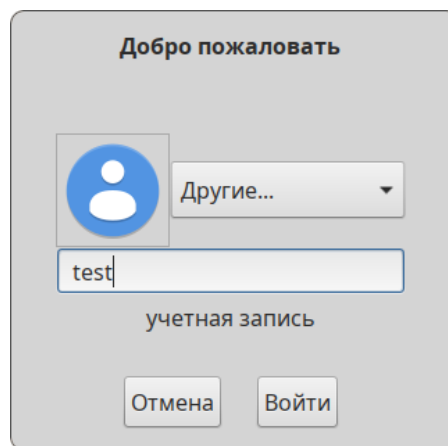 Добро пожаловать
Другие...
test
учетная запись
Отмена Войти